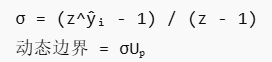 σ = (z^ŷᵢ - 1) / (z - 1)
动态边界 = σUₚ